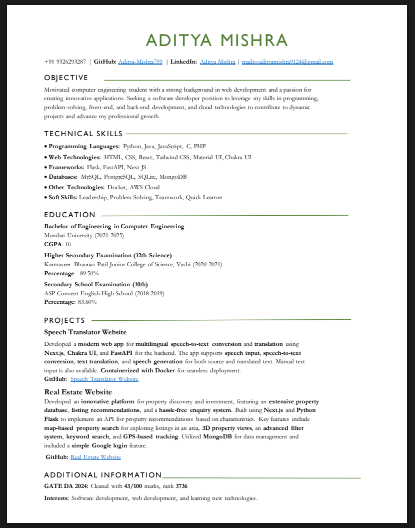 ADITYA MISHRA
+91 9326293287 | GitHub: Aditya-Mishra799 | LinkedIn: Aditya Mishra | mailto:adityamishra9124@gmail.com
OBJECTIVE
Motivated computer engineering student with a strong background in web development and a passion for
creating innovative applications. Seeking a software developer position to leverage my skills in programming,
problem-solving, front-end, and back-end development, and cloud technologies to contribute to dynamic
projects and advance my professional growth.
TECHNICAL SKILLS
• Programming Languages: Python, Java, JavaScript, C, PHP
• Web Technologies: HTML, CSS, React, Tailwind CSS, Material UI, Chakra UI
• Frameworks: Flask, FastAPI, Next JS
• Databases: MySQL, PostgreSQL, SQLite, MongoDB
• Other Technologies: Docker, AWS Cloud
• Soft Skills: Leadership, Problem Solving, Teamwork, Quick Learner
EDUCATION
Bachelor of Engineering in Computer Engineering
Mumbai University (2021-2025)
CGPA: 10
Higher Secondary Education (12th Science)
Karmaveer Bhaurao Patil Junior College of Science, Vashi (2020-2021)
Percentage: 89.50%
Secondary School Examination (10th)
ASP Convent English High School (2018-2019)
Percentage: 83.60%
PROJECTS
Speech Translator Website
Developed a modern web app for multilingual speech-to-text conversion and translation using
Next.js, Chakra UI, and FastAPI for the backend. The app supports speech input, speech-to-text
conversion, text translation, and speech generation for both source and translated text. Manual text
input is also available. Containerized with Docker for seamless deployment.
GitHub: Speech Translator Website
Real Estate Website
Developed an innovative platform for property discovery and investment, featuring an extensive property
database, listing recommendations, and a hassle-free enquiry system. Built using Next.js and Python
Flask to implement an API for property recommendations based on characteristics. Key features include
map-based property search for exploring listings in an area, 3D property views, an advanced filter
system, keyword search, and GPS-based tracking. Utilized MongoDB for data management and
included a simple Google login feature.
GitHub: Real Estate Website
ADDITIONAL INFORMATION
GATE DA 2024: Cleared with 43/100 marks, rank 3736
Interests: Software development, web development, and learning new technologies.